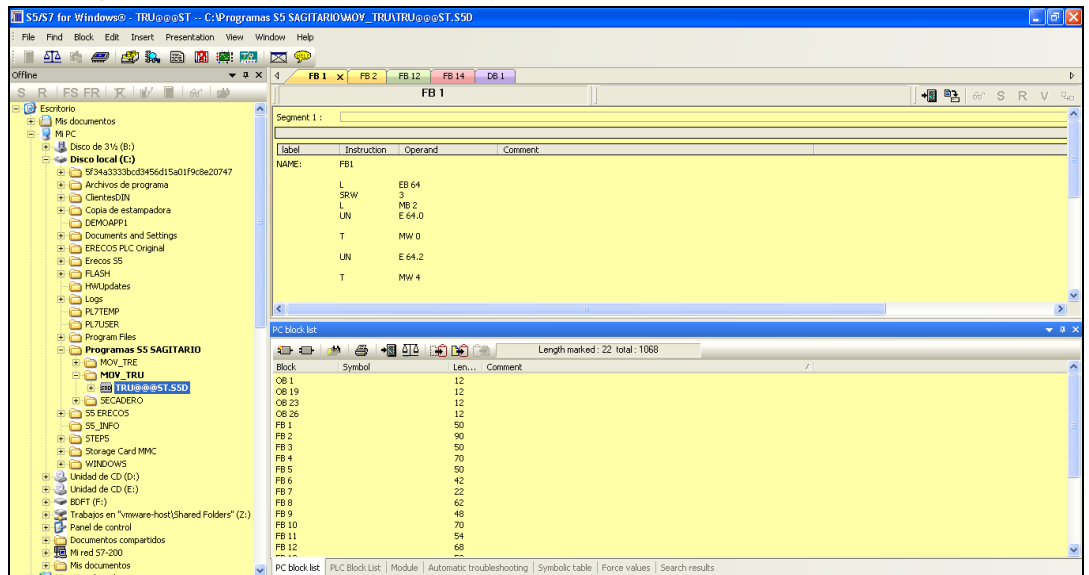 S5/S7 for Windows® - TRU@@@ST -- C:\Programas S5 SAGITARIO\MOV_TRU\TRU@@@ST.S5D
File Find Block Edit Insert Presentation View Window Help
Offline
S R FS FR
Escritorio
Mis documentos
Mi PC
Disco de 3½ (B:)
Disco local (C:)
5f34a3333bcd3456d15a01f9c8e20747
Archivos de programa
ClientesDIN
Copia de estampadora
DEMOAPP1
Documents and Settings
ERECOS PLC Original
Erecos S5
FLASH
HWUpdates
Logs
PL7TEMP
PL7USER
Program Files
Programas S5 SAGITARIO
MOV_TRE
MOV_TRU
TRU@@@ST.S5D
SECADERO
S5 ERECOS
S5_INFO
STEP5
Storage Card MMC
WINDOWS
Unidad de CD (D:)
Unidad de CD (E:)
BDFT (F:)
Trabajos en "vmware-host\Shared Folders" (Z:)
Panel de control
Documentos compartidos
Mi red S7-200
Mis documentos
FB 1 x FB 2 FB 12 FB 14 DB 1
FB 1
S R V
Segment 1 :
label Instruction Operand Comment
NAME: FB1
L EB 64
SRW 3
L MB 2
UN E 64.0
T MW 0
UN E 64.2
T MW 4
PC block list
Length marked : 22 total : 1068
Block Symbol Len... Comment
OB 1 12
OB 19 12
OB 23 12
OB 26 12
FB 1 50
FB 2 90
FB 3 50
FB 4 70
FB 5 50
FB 6 42
FB 7 22
FB 8 62
FB 9 48
FB 10 70
FB 11 54
FB 12 68
PC block list PLC Block List Module Automatic troubleshooting Symbolic table Force values Search results